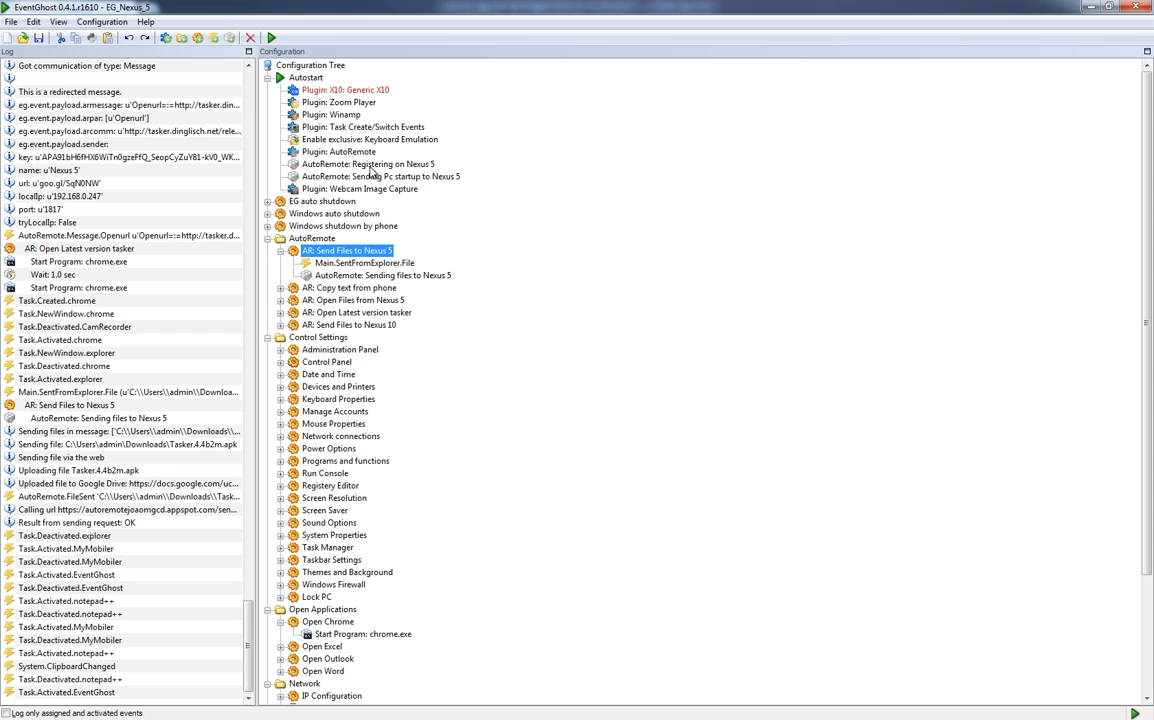 EventGhost 0.4.1.r1610 - EG_Nexus_5
File Edit View Configuration Help
Log
Got communication of type: Message
This is a redirected message.
eg.event.payload.armessage: u'Openurl=:=http://tasker.din...
eg.event.payload.arpar: [u'Openurl']
eg.event.payload.arcomm: u'http://tasker.dinglisch.net/rele...
eg.event.payload.sender:
key: u'APA91bH6fHX6WiTn0gzeFfQ_SeopCyZuY81-kV0_WK...
name: u'Nexus 5'
url: u'goo.gl/SqN0NW'
localIp: u'192.168.0.247'
port: u'1817'
tryLocalIp: False
AutoRemote.Message.Openurl u'Openurl=:=http://tasker.d...
AR: Open Latest version tasker
Start Program: chrome.exe
Wait: 1.0 sec
Start Program: chrome.exe
Task.Created.chrome
Task.NewWindow.chrome
Task.Deactivated.CamRecorder
Task.Activated.chrome
Task.NewWindow.explorer
Task.Deactivated.chrome
Task.Activated.explorer
Main.SentFromExplorer.File (u'C:\\Users\\admin\\Downloa...
AR: Send Files to Nexus 5
AutoRemote: Sending files to Nexus 5
Sending files in message: ['C:\\Users\\admin\\Downloads\\...
Sending file: C:\Users\admin\Downloads\Tasker.4.4b2m.apk
Sending file via the web
Uploading file Tasker.4.4b2m.apk
Uploaded file to Google Drive: https://docs.google.com/uc...
AutoRemote.FileSent 'C:\\Users\\admin\\Downloads\\Task...
Calling url https://autoremotejoaomgcd.appspot.com/sen...
Result from sending request: OK
Task.Deactivated.explorer
Task.Activated.MyMobiler
Task.Deactivated.MyMobiler
Task.Activated.EventGhost
Task.Deactivated.EventGhost
Task.Activated.notepad++
Task.Deactivated.notepad++
Task.Activated.MyMobiler
Task.Deactivated.MyMobiler
Task.Activated.notepad++
System.ClipboardChanged
Task.Deactivated.notepad++
Task.Activated.EventGhost
Log only assigned and activated events
Configuration
Configuration Tree
Autostart
Plugin: X10: Generic X10
Plugin: Zoom Player
Plugin: Winamp
Plugin: Task Create/Switch Events
Enable exclusive: Keyboard Emulation
Plugin: AutoRemote
AutoRemote: Registering on Nexus 5
AutoRemote: Sending Pc startup to Nexus 5
Plugin: Webcam Image Capture
EG auto shutdown
Windows auto shutdown
Windows shutdown by phone
AutoRemote
AR: Send Files to Nexus 5
Main.SentFromExplorer.File
AutoRemote: Sending files to Nexus 5
AR: Copy text from phone
AR: Open Files from Nexus 5
AR: Open Latest version tasker
AR: Send Files to Nexus 10
Control Settings
Administration Panel
Control Panel
Date and Time
Devices and Printers
Keyboard Properties
Manage Accounts
Mouse Properties
Network connections
Power Options
Programs and functions
Run Console
Registery Editor
Screen Resolution
Screen Saver
Sound Options
System Properties
Task Manager
Taskbar Settings
Themes and Background
Windows Firewall
Lock PC
Open Applications
Open Chrome
Start Program: chrome.exe
Open Excel
Open Outlook
Open Word
Network
IP Configuration